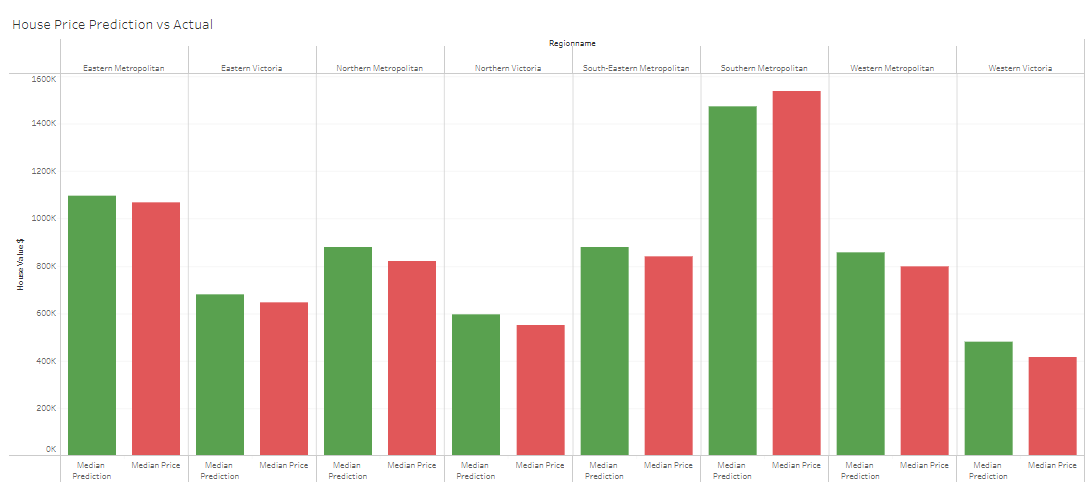 House Price Prediction vs Actual
Regionname
Eastern Metropolitan Eastern Victoria Northern Metropolitan Northern Victoria South-Eastern Metropolitan Southern Metropolitan Western Metropolitan Western Victoria
1600K
1400K
1200K
1000K
800K
600K
400K
200K
0K
House Value $
Median Prediction Median Price Median Prediction Median Price Median Prediction Median Price Median Prediction Median Price Median Prediction Median Price Median Prediction Median Price Median Prediction Median Price Median Prediction Median Price